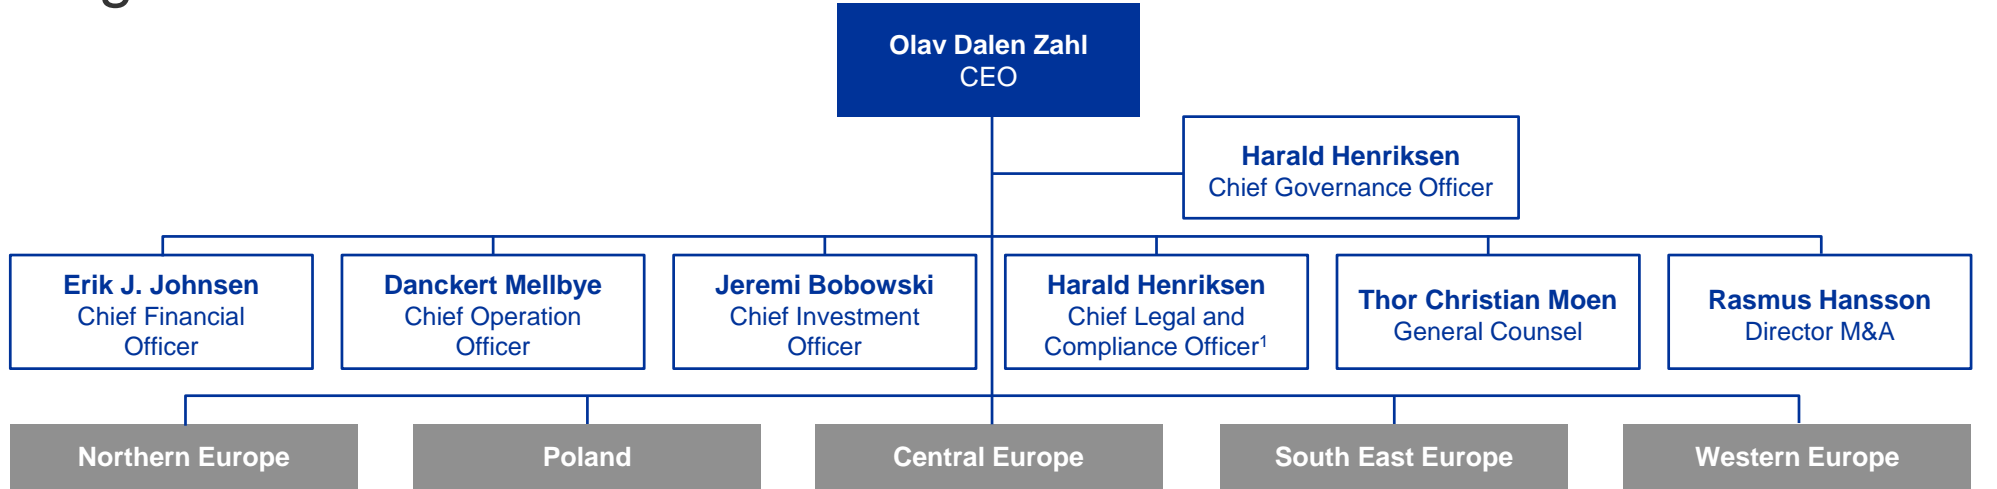 Olav Dalen Zahl
CEO
Harald Henriksen
Chief Governance Officer
Erik J. Johnsen
Chief Financial
Officer
Danckert Mellbye
Chief Operation
Officer
Jeremi Bobowski
Chief Investment
Officer
Harald Henriksen
Chief Legal and
Compliance Officer¹
Thor Christian Moen
General Counsel
Rasmus Hansson
Director M&A
Northern Europe
Poland
Central Europe
South East Europe
Western Europe